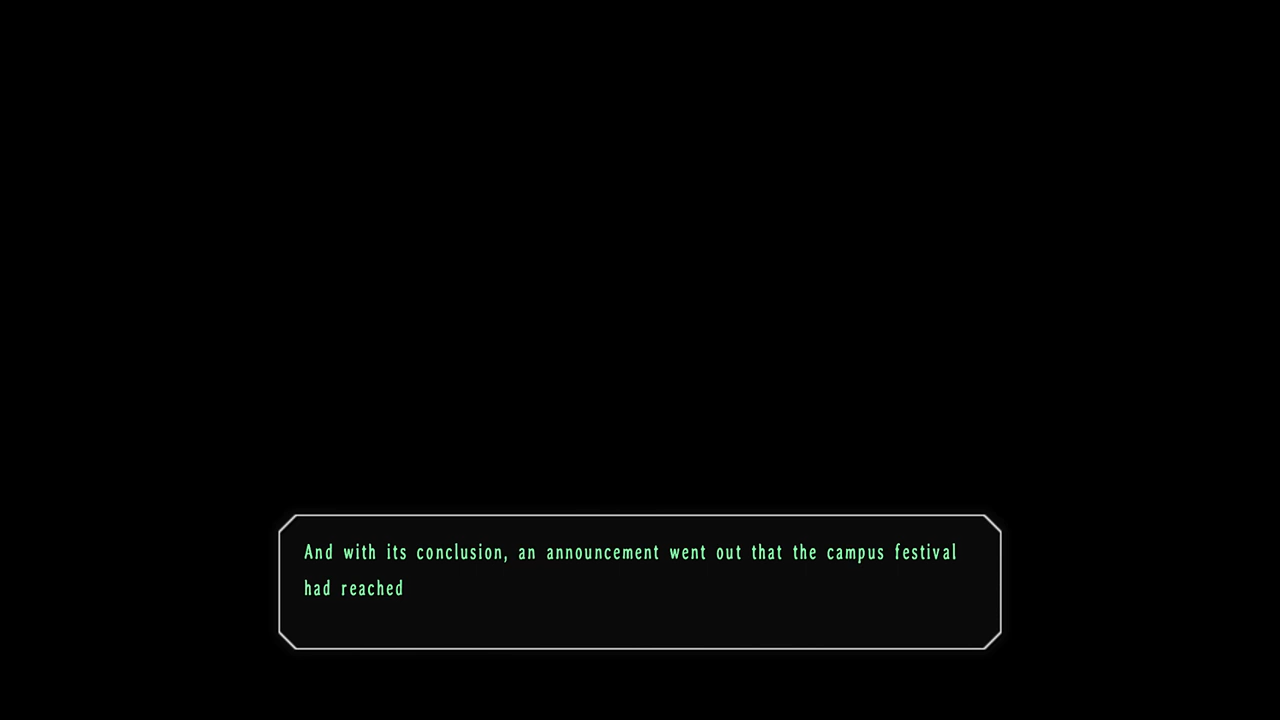 And with its conclusion, an announcement went out that the campus festival
had reached